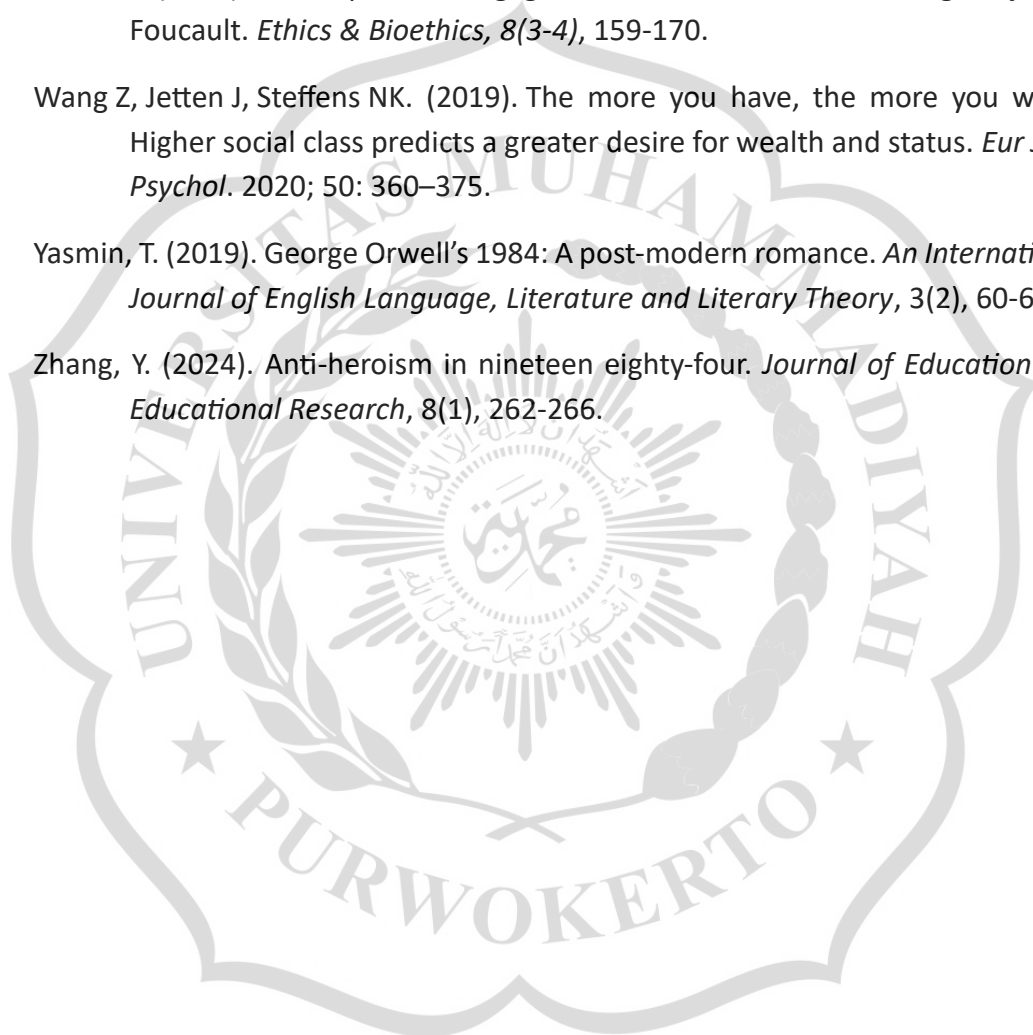 Foucault. Ethics & Bioethics, 8(3-4), 159-170.
Wang Z, Jetten J, Steffens NK. (2019). The more you have, the more you
Higher social class predicts a greater desire for wealth and status. Eur
Psychol. 2020; 50: 360–375.
Yasmin, T. (2019). George Orwell’s 1984: A post-modern romance. An
Journal of English Language, Literature and Literary Theory, 3(2),
Zhang, Y. (2024). Anti-heroism in nineteen eighty-four. Journal of Education
Educational Research, 8(1), 262-266.
UNIVERSITAS MUHAMMADIYAH
PURWOKERTO